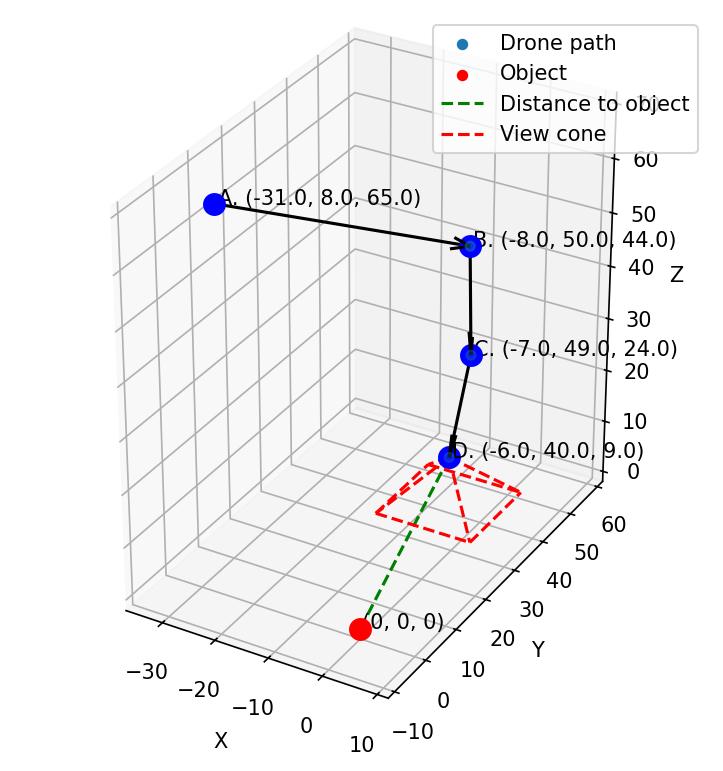 Drone path
Object
Distance to object
View cone
A. (-31.0, 8.0, 65.0)
B. (-8.0, 50.0, 44.0)
C. (-7.0, 49.0, 24.0)
D. (-6.0, 40.0, 9.0)
(0, 0, 0)
60
50
40
30
20
10
0
Z
60
50
40
30
20
10
0
−10
Y
−30
−20
−10
0
10
X